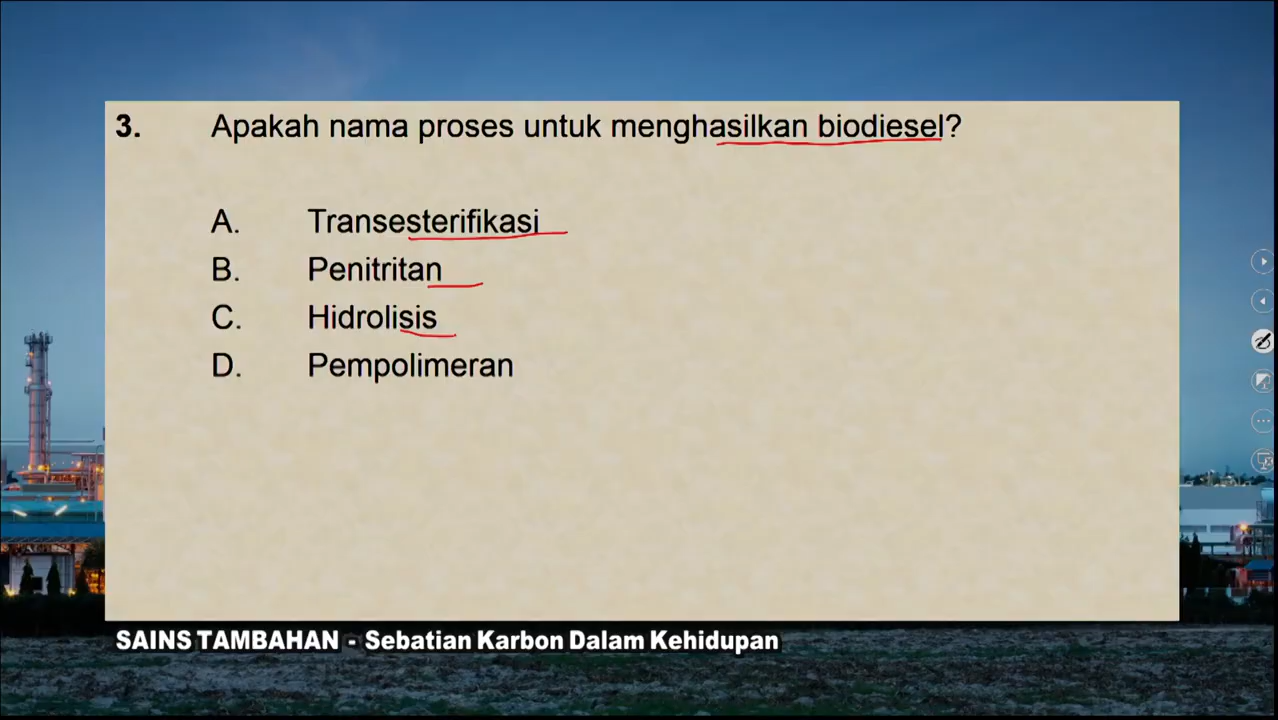 3. Apakah nama proses untuk menghasilkan biodiesel?
A. Transesterifikasi
B. Penitritan
C. Hidrolisis
D. Pempolimeran
SAINS TAMBAHAN - Sebatian Karbon Dalam Kehidupan